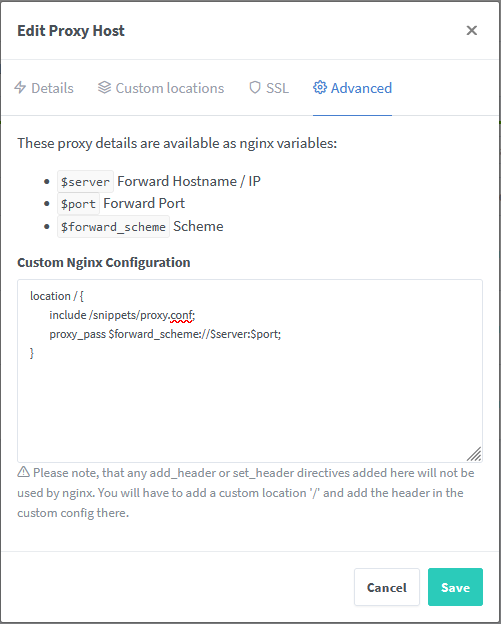 Edit Proxy Host
Details
Custom locations
SSL
Advanced
These proxy details are available as nginx variables:
$server Forward Hostname / IP
$port Forward Port
$forward_scheme Scheme
Custom Nginx Configuration
location / {
include /snippets/proxy.conf;
proxy_pass $forward_scheme://$server:$port;
}
Please note, that any add_header or set_header directives added here will not be
used by nginx. You will have to add a custom location '/' and add the header in the
custom config there.
Cancel
Save